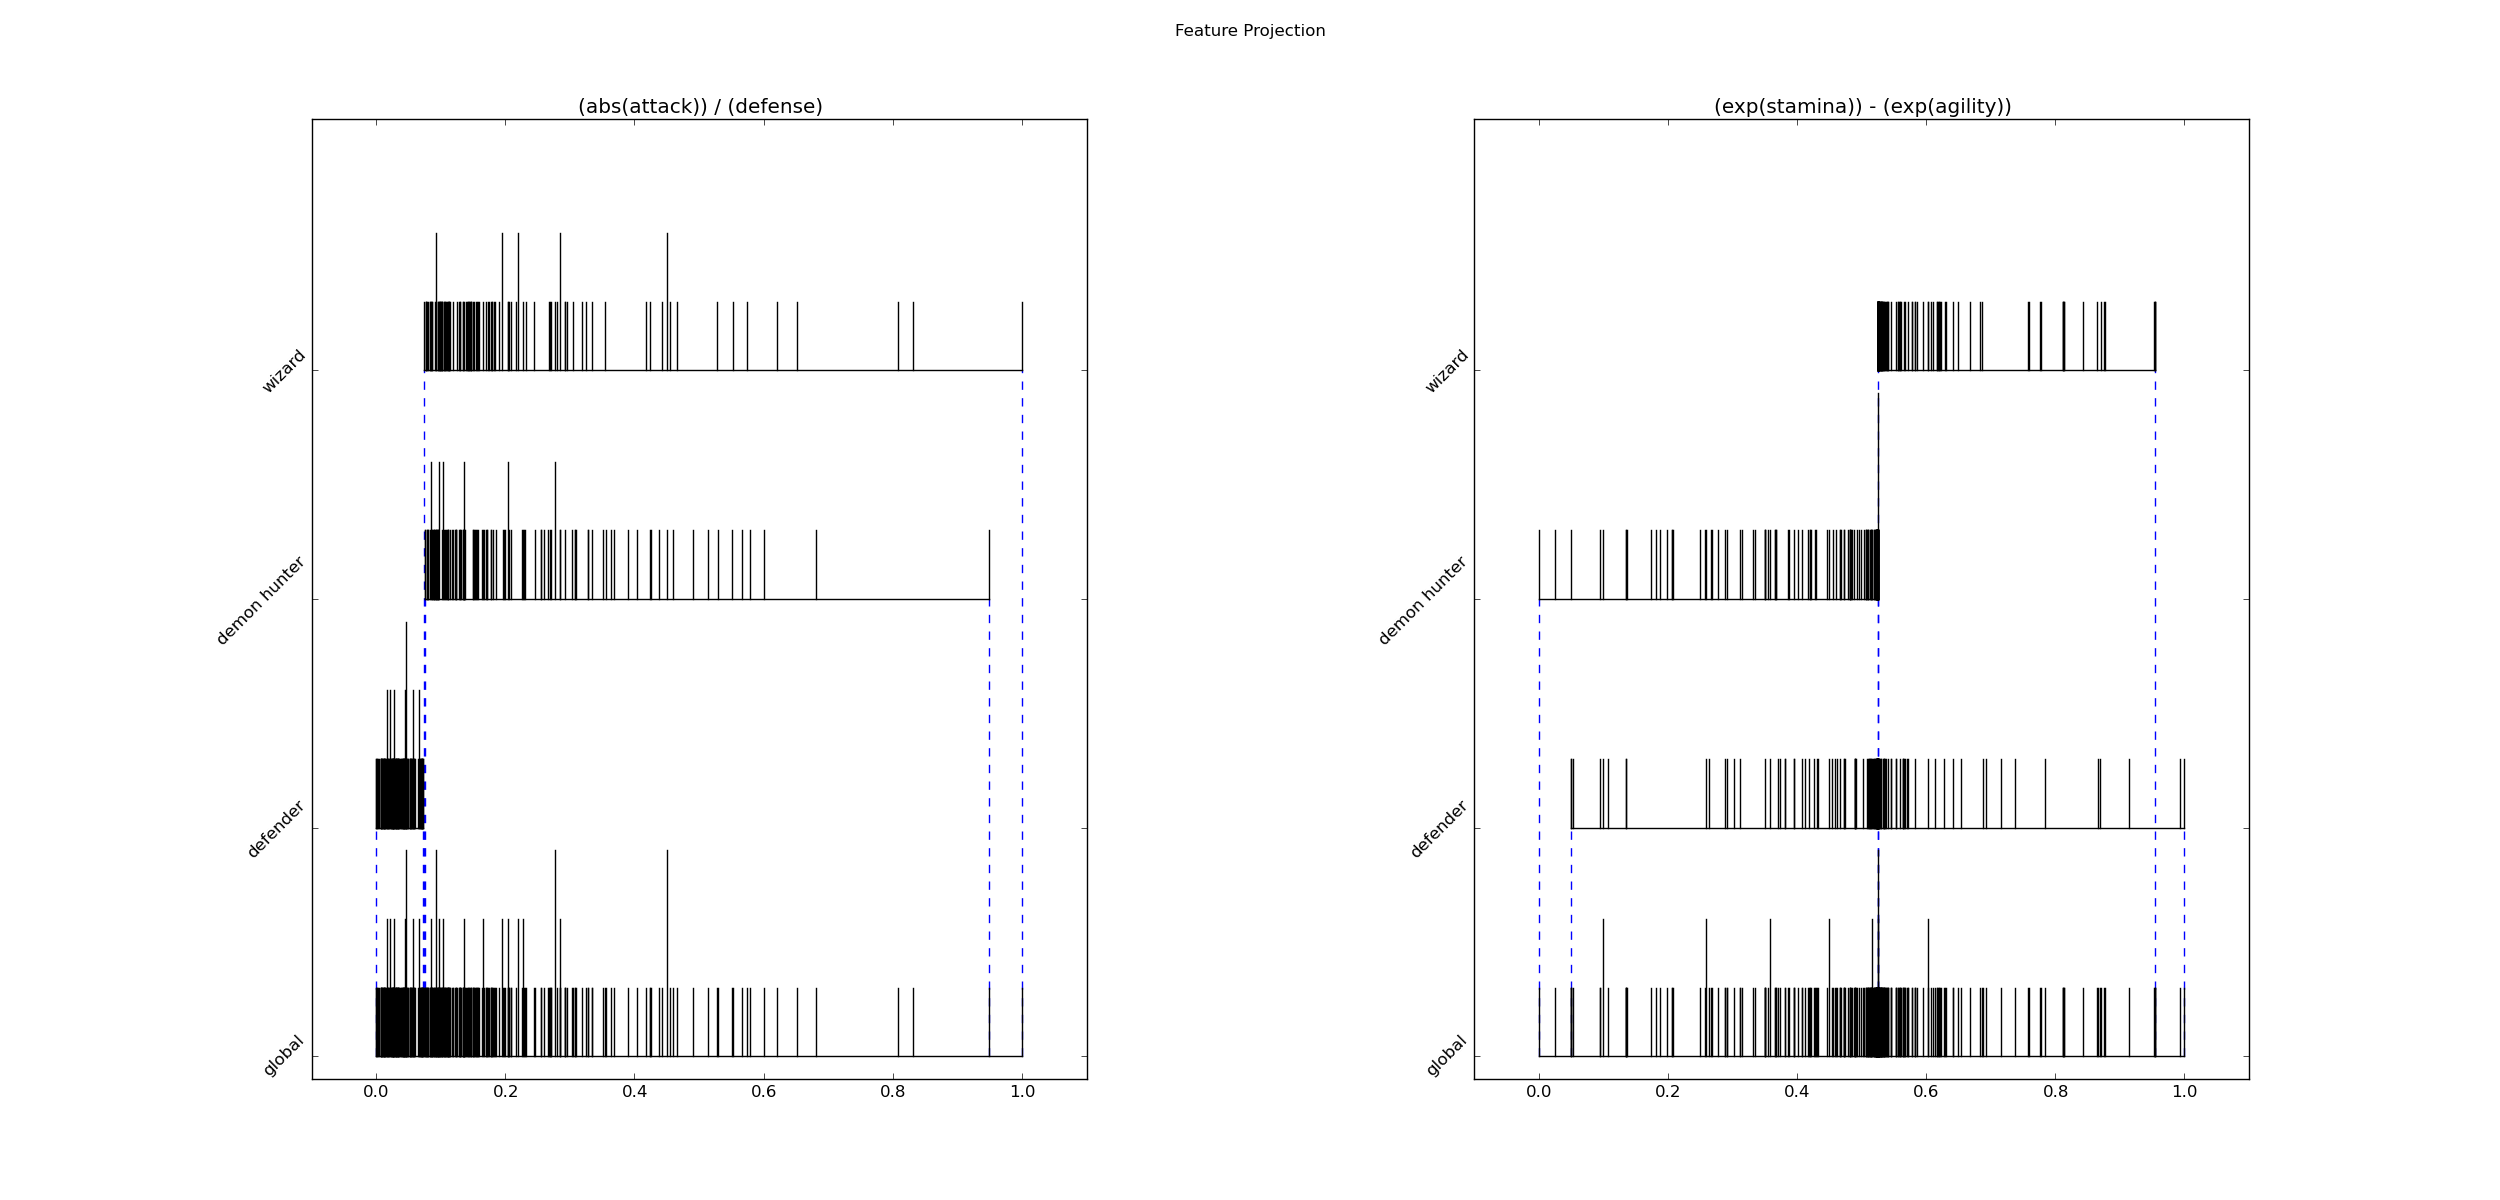 Feature Projection
(abs(attack)) / (defense)
wizard
demon hunter
defender
global
0.0 0.2 0.4 0.6 0.8 1.0
(exp(stamina)) - (exp(agility))
wizard
demon hunter
defender
global
0.0 0.2 0.4 0.6 0.8 1.0